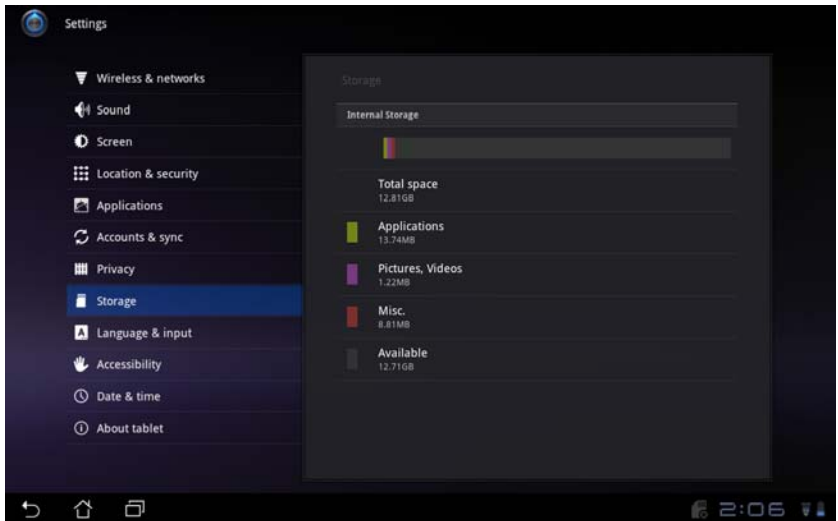 Settings
Wireless & networks
Sound
Screen
Location & security
Applications
Accounts & sync
Privacy
Storage
Language & input
A
Accessibility
Date & time
About tablet
Storage
Internal Storage
Total space
12.81GB
Applications
13.74MB
Pictures, Videos
1.22MB
Misc.
8.81MB
Available
12.71GB
2:06